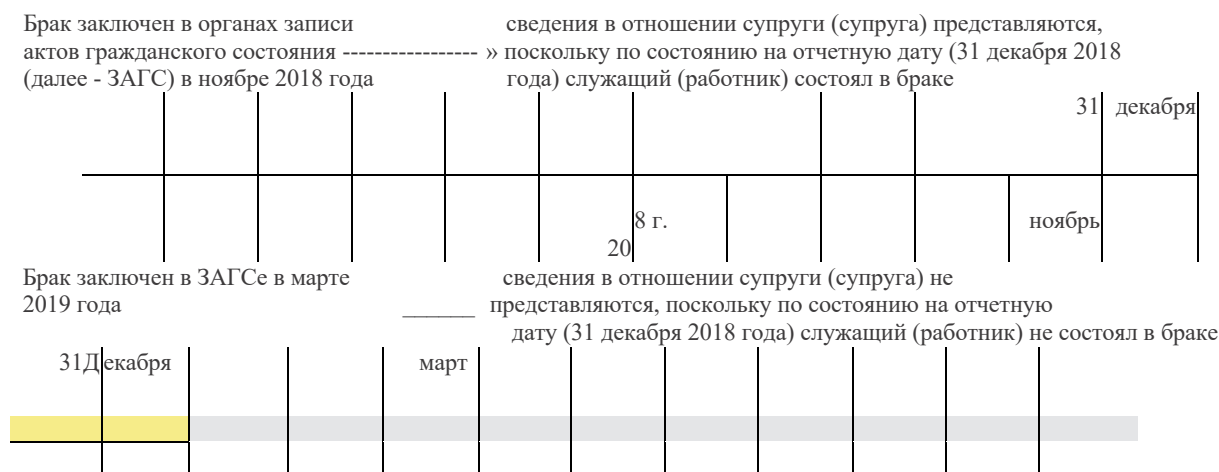 Брак заключен в органах записи
актов гражданского состояния ----------------- »
(далее - ЗАГС) в ноябре 2018 года
сведения в отношении супруги (супруга) представляются,
поскольку по состоянию на отчетную дату (31 декабря 2018
года) служащий (работник) состоял в браке
31 декабря
8 г.
20
ноябрь
Брак заключен в ЗАГСе в марте
2019 года ______
сведения в отношении супруги (супруга) не
представляются, поскольку по состоянию на отчетную
дату (31 декабря 2018 года) служащий (работник) не состоял в браке
31Декабря
март